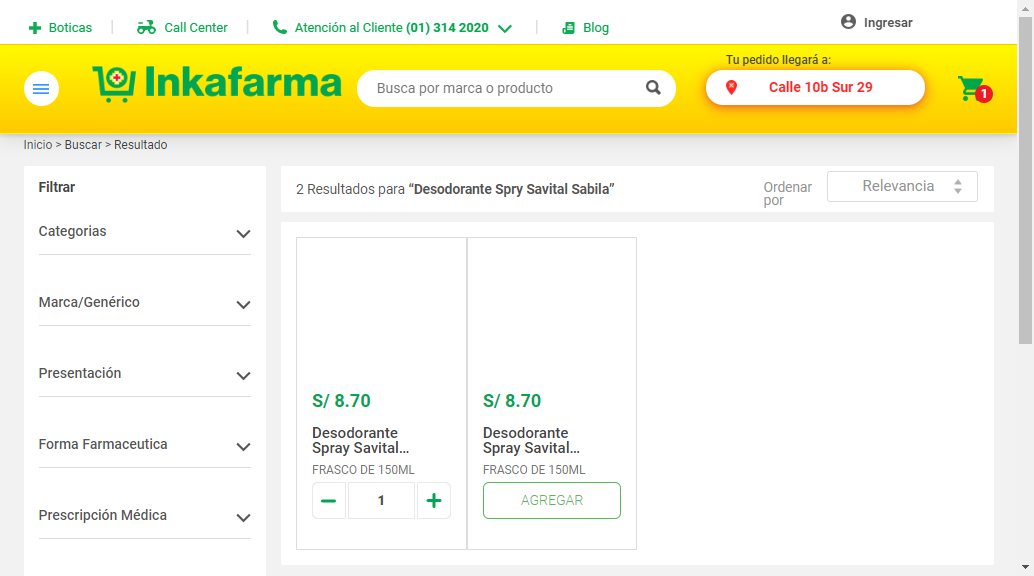 Boticas
Call Center
Atención al Cliente (01) 314 2020
Blog
Ingresar
Inkafarma
Busca por marca o producto
Tu pedido llegará a:
Calle 10b Sur 29
1
Inicio > Buscar > Resultado
Filtrar
Categorias
Marca/Genérico
Presentación
Forma Farmaceutica
Prescripción Médica
2 Resultados para “Desodorante Spry Savital Sabila”
Ordenar
por
Relevancia
S/ 8.70
Desodorante
Spray Savital...
FRASCO DE 150ML
1
S/ 8.70
Desodorante
Spray Savital...
FRASCO DE 150ML
AGREGAR